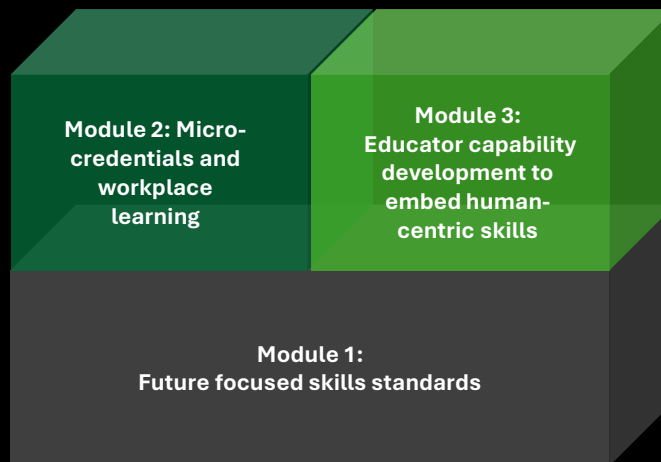 Module 2: Micro-
credentials and
workplace
learning
Module 3:
Educator capability
development to
embed human-
centric skills
Module 1:
Future focused skills standards